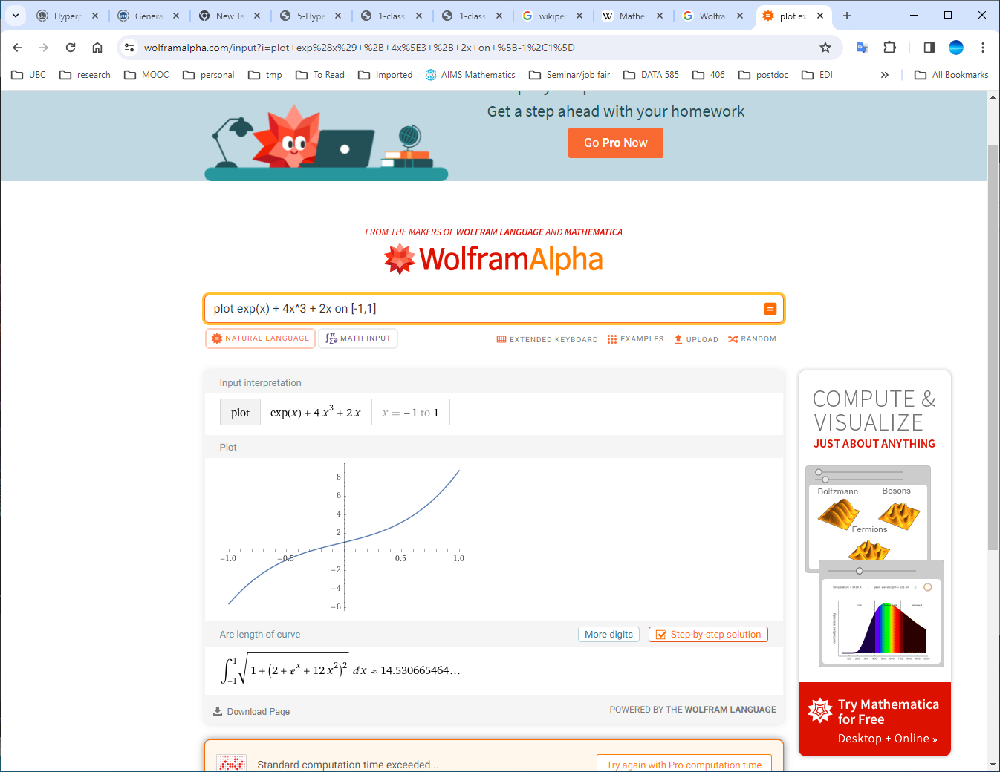 Hyperp
Genera
New Ta
5-Hype
1-class
1-class
wikiped
Mathem
Wolfra
plot ex
wolframalpha.com/input?i=plot+exp%28x%29+%2B+4x%5E3+%2B+2x+on+%5B-1%2C1%5D
UBC research MOOC personal tmp To Read Imported AIMS Mathematics Seminar/job fair DATA 585 406 postdoc EDI » All Bookmarks
Step-by-Step Solutions with Pro
Get a step ahead with your homework
Go Pro Now
FROM THE MAKERS OF WOLFRAM LANGUAGE AND MATHEMATICA
WolframAlpha
plot exp(x) + 4x^3 + 2x on [-1,1]
NATURAL LANGUAGE
MATH INPUT
EXTENDED KEYBOARD
EXAMPLES
UPLOAD
RANDOM
Input interpretation
plot exp(x) + 4 x^3 + 2 x x = −1 to 1
Plot
8
6
4
2
−1.0 −0.5 0.5 1.0
−2
−4
−6
Arc length of curve
More digits
Step-by-step solution
∫_{−1}^{1} √(1 + (2 + e^x + 12 x^2)^2) dx ≈ 14.530665464...
Download Page
POWERED BY THE WOLFRAM LANGUAGE
Standard computation time exceeded...
Try again with Pro computation time
COMPUTE &
VISUALIZE
JUST ABOUT ANYTHING
Boltzmann
Bosons
Fermions
Try Mathematica
for Free
Desktop + Online »